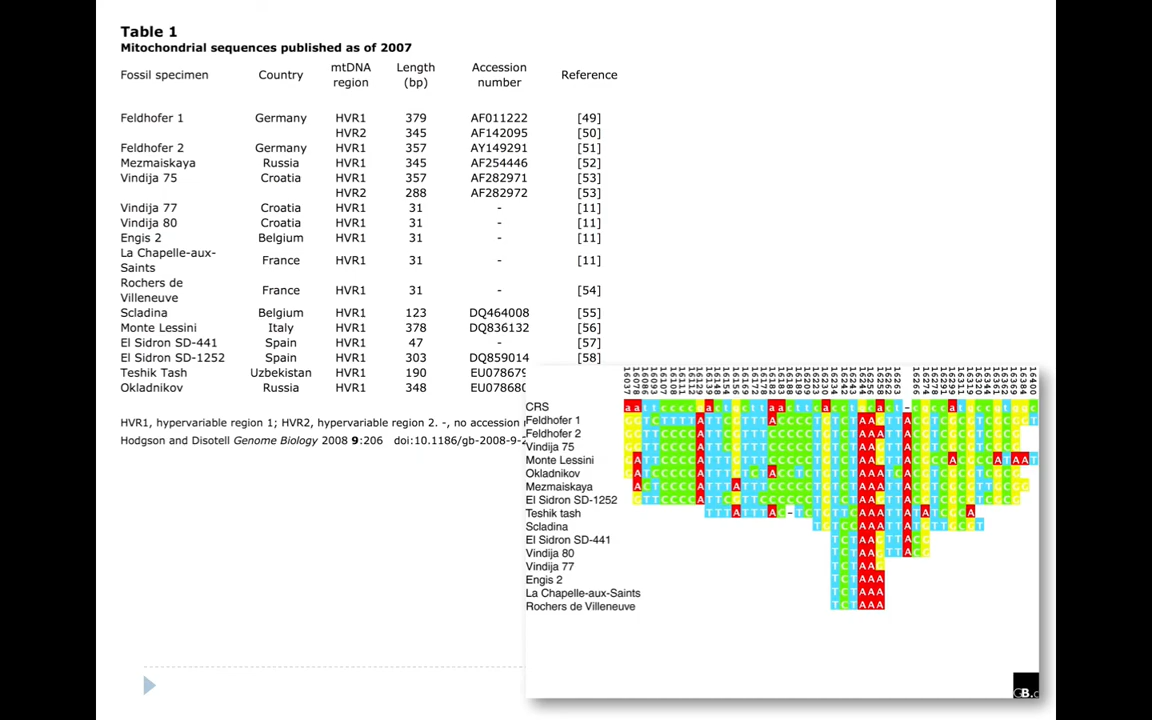 Table 1
Mitochondrial sequences published as of 2007
Fossil specimen Country mtDNA region Length (bp) Accession number Reference
Feldhofer 1 Germany HVR1 379 AF011222 [49]
HVR2 345 AF142095 [50]
Feldhofer 2 Germany HVR1 357 AY149291 [51]
Mezmaiskaya Russia HVR1 345 AF254446 [52]
Vindija 75 Croatia HVR1 357 AF282971 [53]
HVR2 288 AF282972 [53]
Vindija 77 Croatia HVR1 31 - [11]
Vindija 80 Croatia HVR1 31 - [11]
Engis 2 Belgium HVR1 31 - [11]
La Chapelle-aux-Saints France HVR1 31 - [11]
Rochers de Villeneuve France HVR1 31 - [54]
Scladina Belgium HVR1 123 DQ464008 [55]
Monte Lessini Italy HVR1 378 DQ836132 [56]
El Sidron SD-441 Spain HVR1 47 - [57]
El Sidron SD-1252 Spain HVR1 303 DQ859014 [58]
Teshik Tash Uzbekistan HVR1 190 EU078679
Okladnikov Russia HVR1 348 EU078680
HVR1, hypervariable region 1; HVR2, hypervariable region 2. -, no accession
Hodgson and Disotell Genome Biology 2008 9:206 doi:10.1186/gb-2008-9-2
CRS
Feldhofer 1
Feldhofer 2
Vindija 75
Monte Lessini
Okladnikov
Mezmaiskaya
El Sidron SD-1252
Teshik tash
Scladina
El Sidron SD-441 TCTAAGTTACG
Vindija 80 TCTAAGTTACG
Vindija 77 TCTAAG
Engis 2 TCTAAA
La Chapelle-aux-Saints TCTAAA
Rochers de Villeneuve TCTAAA